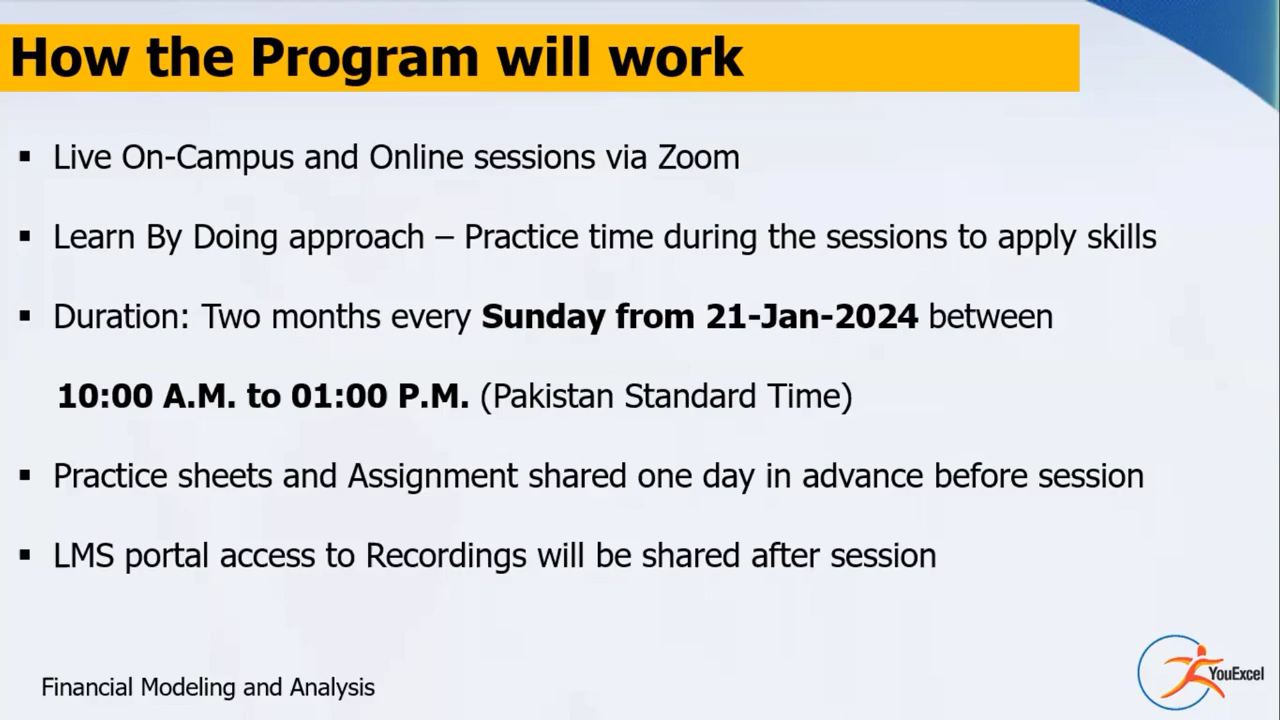 How the Program will work
▪ Live On-Campus and Online sessions via Zoom
▪ Learn By Doing approach – Practice time during the sessions to apply skills
▪ Duration: Two months every Sunday from 21-Jan-2024 between
10:00 A.M. to 01:00 P.M. (Pakistan Standard Time)
▪ Practice sheets and Assignment shared one day in advance before session
▪ LMS portal access to Recordings will be shared after session
Financial Modeling and Analysis
YouExcel